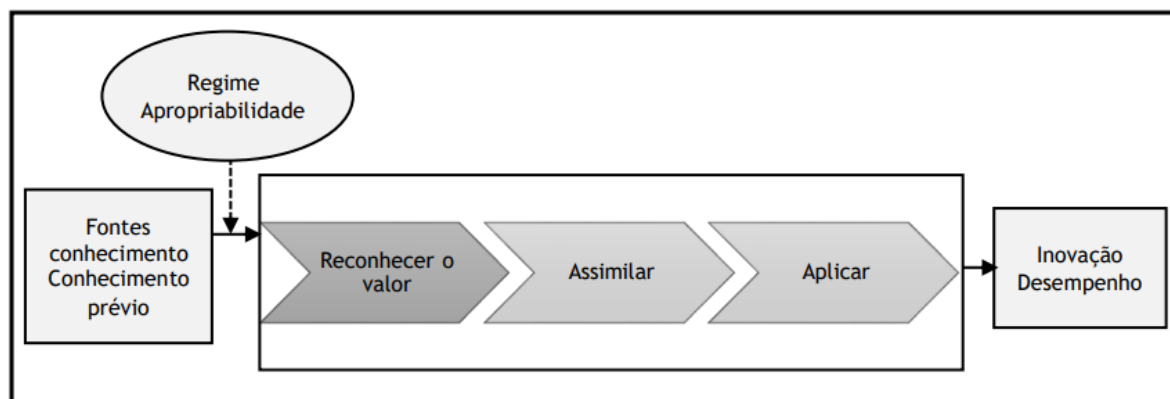 Regime
Apropriabilidade
Fontes
conhecimento
Conhecimento
prévio
Reconhecer o
valor
Assimilar
Aplicar
Inovação
Desempenho